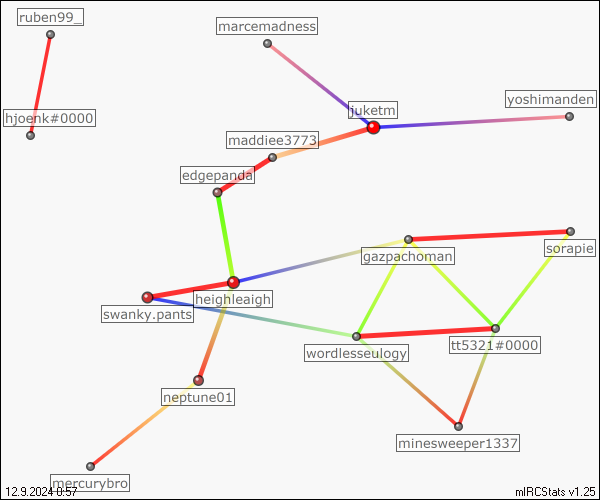 ruben99_
marcemadness
yoshimanden
juketm
hjoenk#0000
maddiee3773
edgepanda
sorapie
gazpachoman
heighleaigh
swanky.pants
tt5321#0000
wordlesseulogy
neptune01
minesweeper1337
mercurybro
12.9.2024 0:57
mIRCStats v1.25